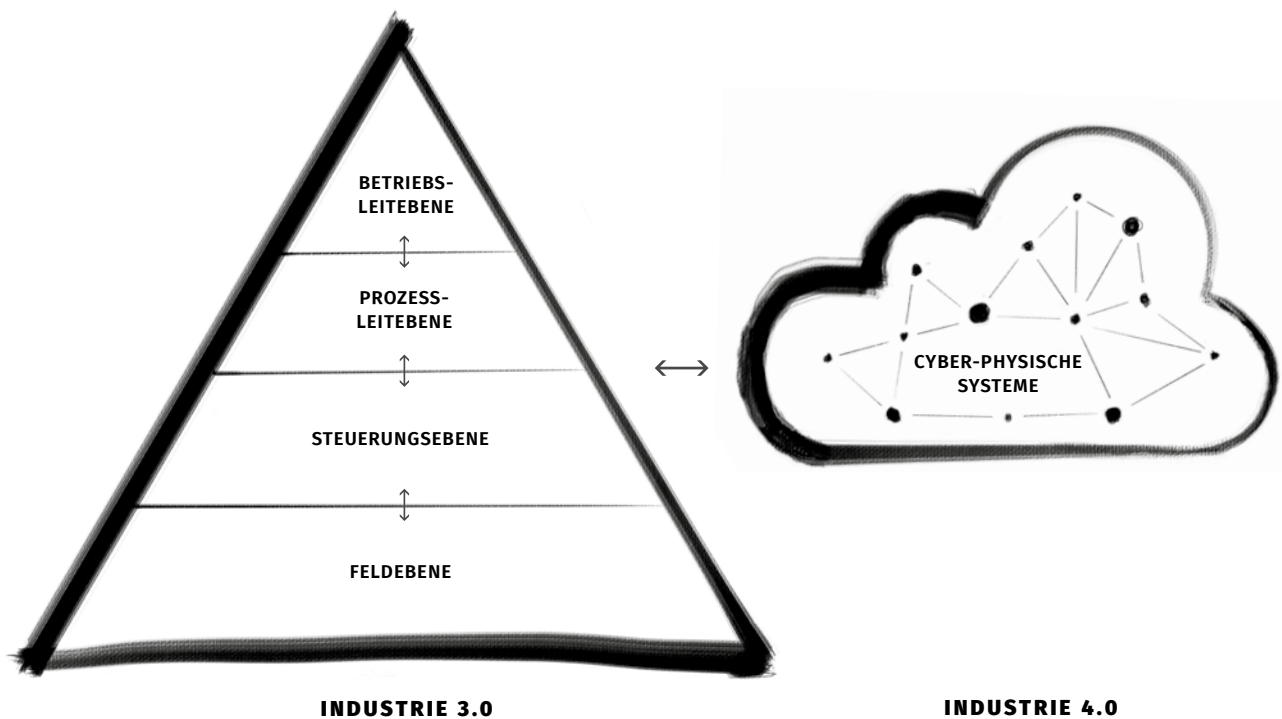 BETRIEBS-
LEITEBENE
PROZESS-
LEITEBENE
STEUERUNGSEBENE
FELDEBENE
INDUSTRIE 3.0
CYBER-PHYSISCHE
SYSTEME
INDUSTRIE 4.0